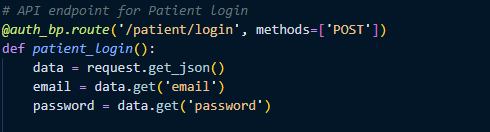 # API endpoint for Patient login
@auth_bp.route('/patient/login', methods=['POST'])
def patient_login():
    data = request.get_json()
    email = data.get('email')
    password = data.get('password')